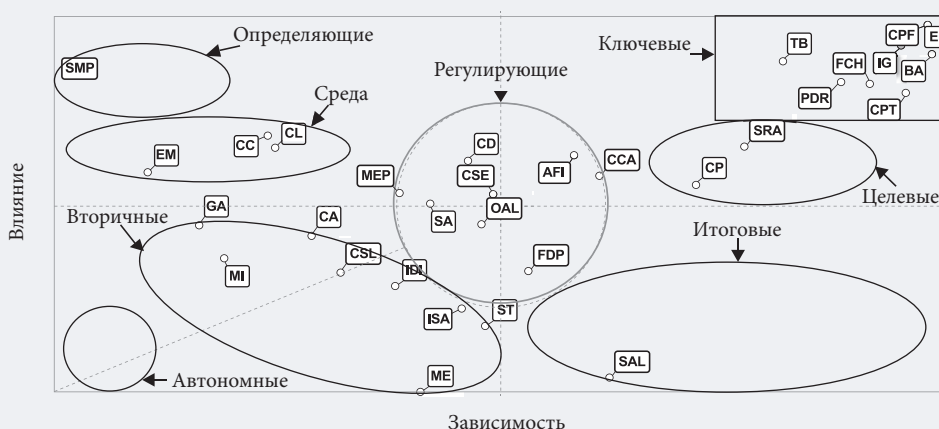 Определяющие
CPF
E
Ключевые
TB
SMP
Регулирующие
FCH
IG
BA
Среда
PDR
CPT
CL
SRA
CC
CD
EM
CCA
MEP
CSE
AFI
CP
Целевые
GA
Вторичные
CA
SA
OAL
Итоговые
CSL
FDP
MI
IDI
ISA
ST
SAL
Автономные
ME
Влияние
Зависимость